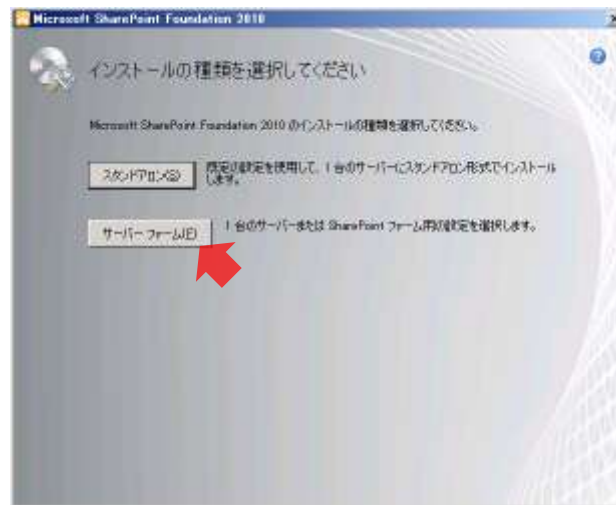 Microsoft SharePoint Foundation 2010
インストールの種類を選択してください
Microsoft SharePoint Foundation 2010 のインストールの種類を選択してください。
スタンドアロン(S)
既定の設定を使用して、1 台のサーバーにスタンドアロン形式でインストール
します。
サーバー ファーム(F)
1 台のサーバーまたは SharePoint ファーム用の設定を選択します。